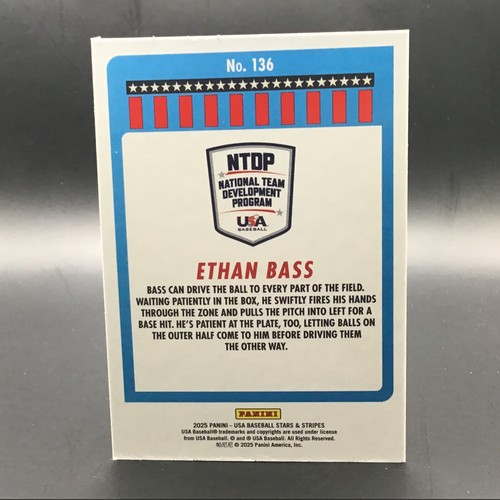 No. 136
NTDP
NATIONAL TEAM
DEVELOPMENT
PROGRAM
USA
BASEBALL
ETHAN BASS
BASS CAN DRIVE THE BALL TO EVERY PART OF THE FIELD.
WAITING PATIENTLY IN THE BOX, HE SWIFTLY FIRES HIS HANDS
THROUGH THE ZONE AND PULLS THE PITCH INTO LEFT FOR A
BASE HIT. HE'S PATIENT AT THE PLATE, TOO, LETTING BALLS ON
THE OUTER HALF COME TO HIM BEFORE DRIVING THEM
THE OTHER WAY.
PANINI
2025 PANINI – USA BASEBALL STARS & STRIPES
USA Baseball® trademarks and copyrights are used under license
from USA Baseball. ® and © USA Baseball. All Rights Reserved.
© 2025 Panini America, Inc.